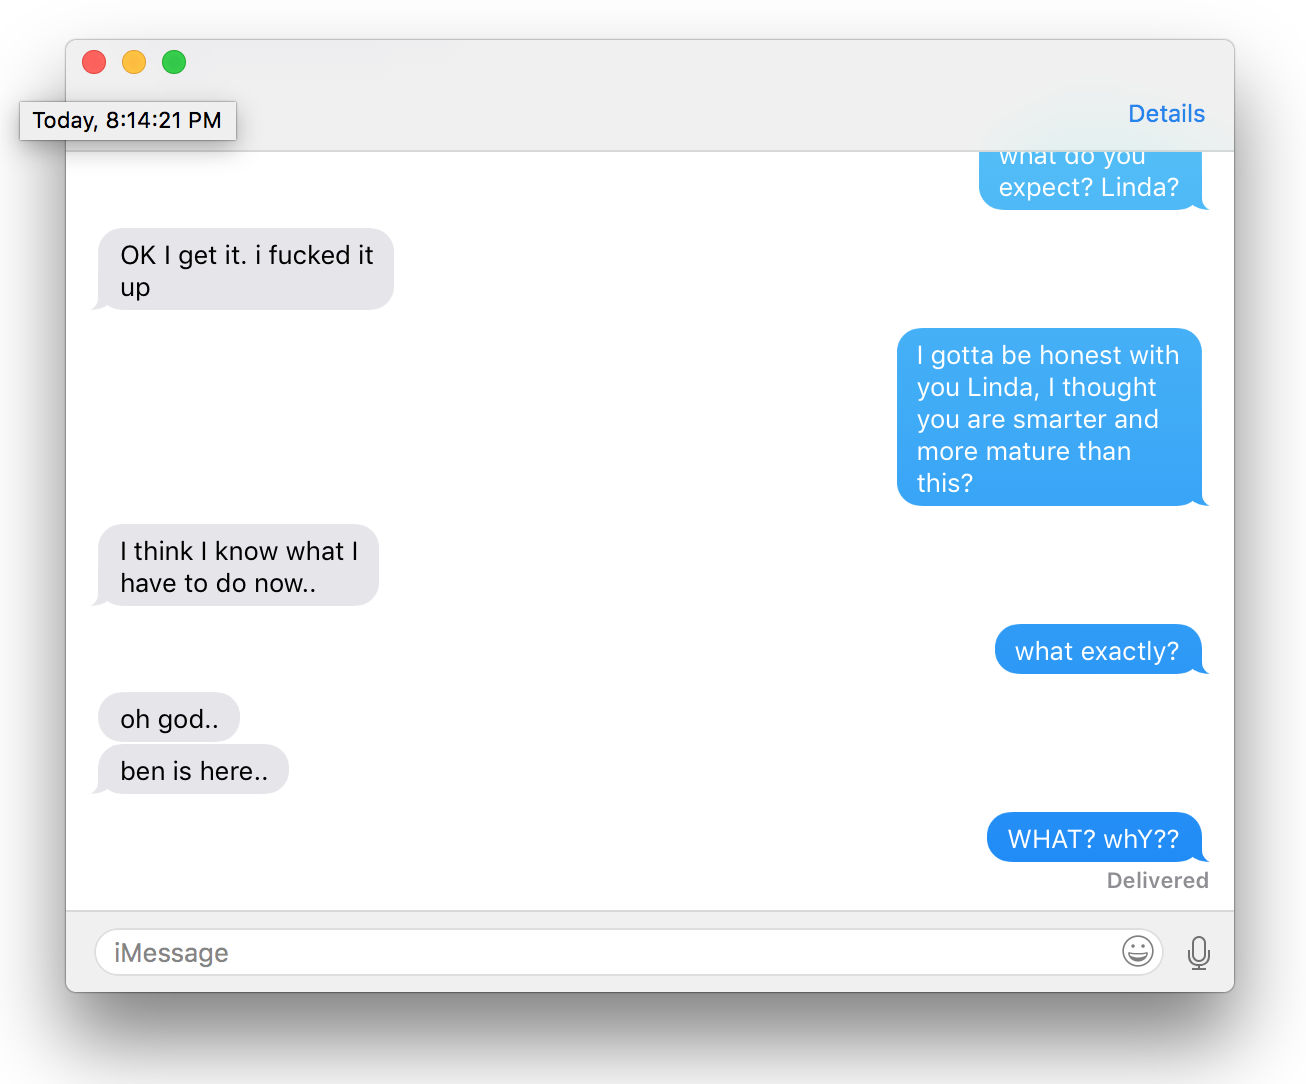 Today, 8:14:21 PM
Details
what do you
expect? Linda?
OK I get it. i fucked it
up
I gotta be honest with
you Linda, I thought
you are smarter and
more mature than
this?
I think I know what I
have to do now..
what exactly?
oh god..
ben is here..
WHAT? whY??
Delivered
iMessage